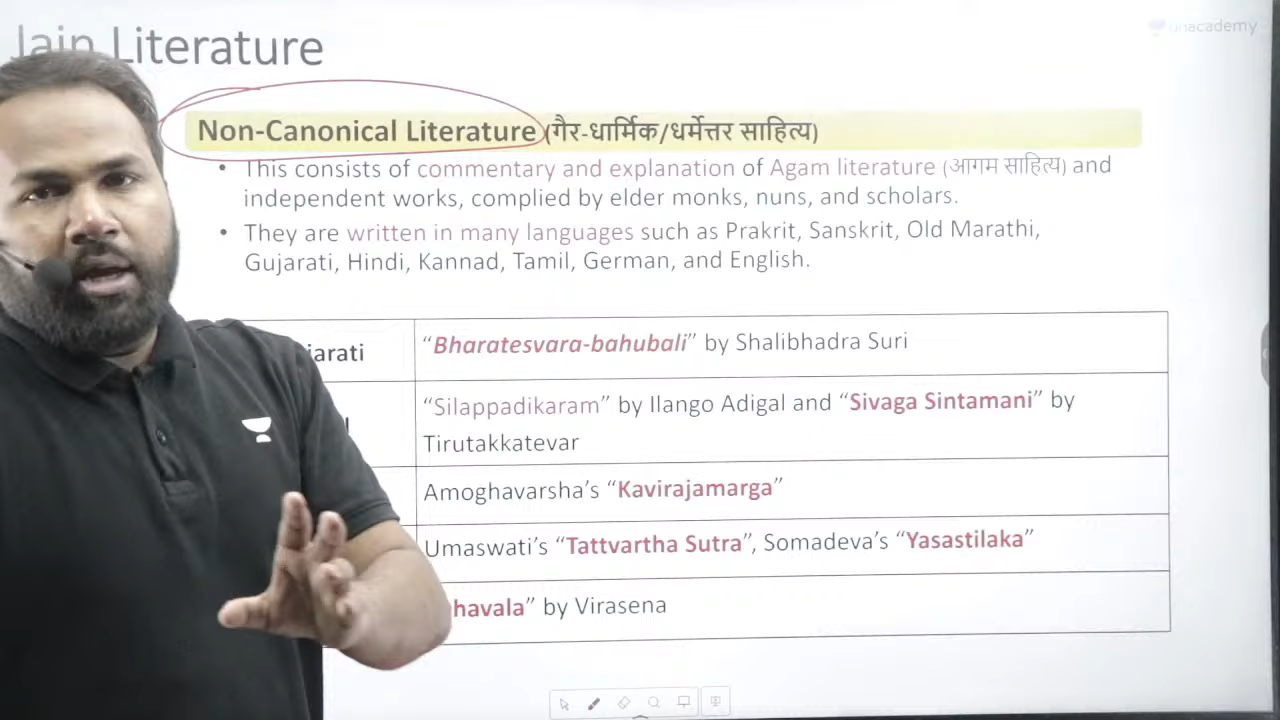 Jain Literature
unacademy
Non-Canonical Literature (गैर-धार्मिक/धर्मेत्तर साहित्य)
• This consists of commentary and explanation of Agam literature (आगम साहित्य) and
independent works, complied by elder monks, nuns, and scholars.
• They are written in many languages such as Prakrit, Sanskrit, Old Marathi,
Gujarati, Hindi, Kannad, Tamil, German, and English.
jarati
“Bharatesvara-bahubali” by Shalibhadra Suri
“Silappadikaram” by Ilango Adigal and “Sivaga Sintamani” by
Tirutakkatevar
Amoghavarsha’s “Kavirajamarga”
Umaswati’s “Tattvartha Sutra”, Somadeva’s “Yasastilaka”
havala” by Virasena